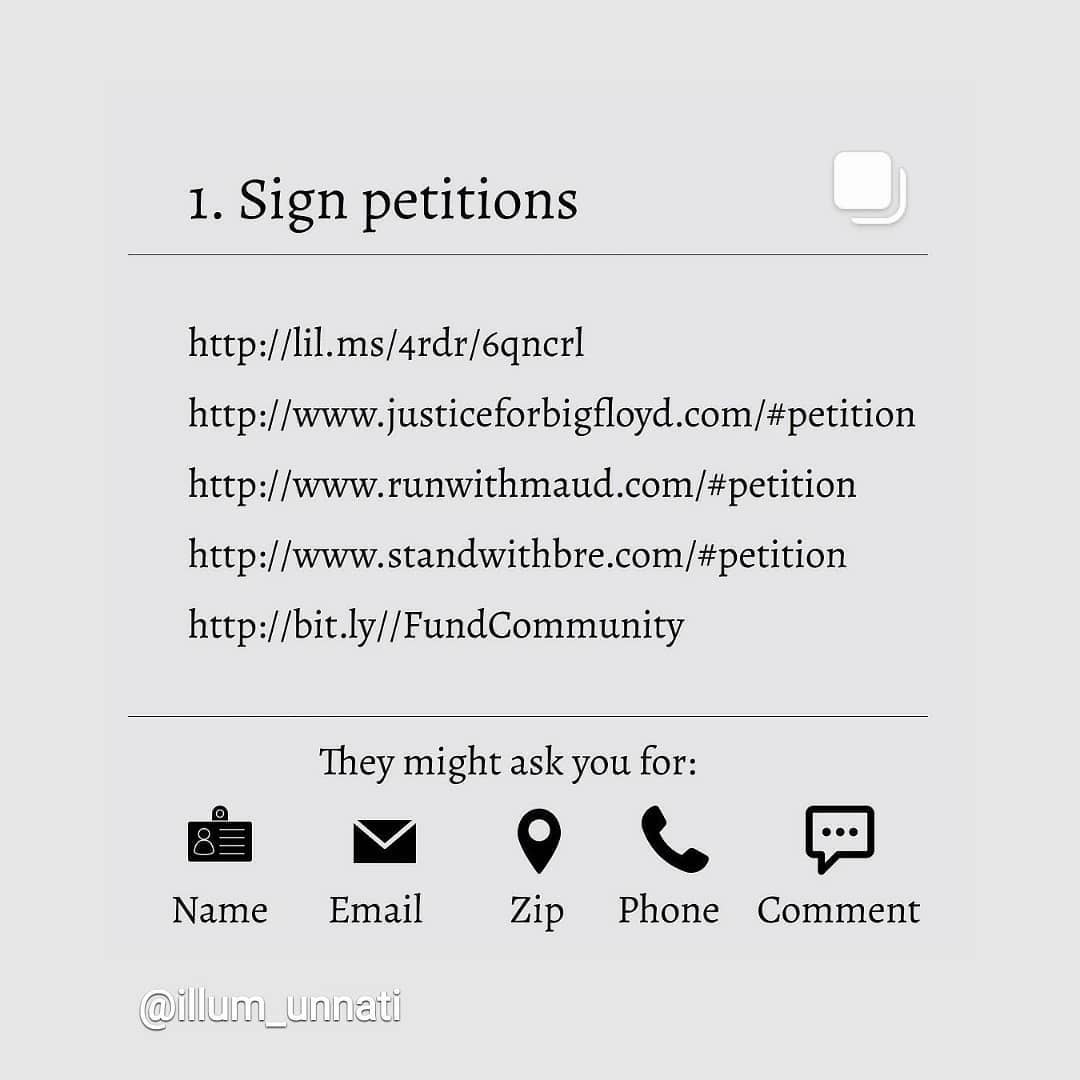 1. Sign petitions
http://lil.ms/4rdr/6qncrl
http://www.justiceforbigfloyd.com/#petition
http://www.runwithmaud.com/#petition
http://www.standwithbre.com/#petition
http://bit.ly//FundCommunity
They might ask you for:
Name Email Zip Phone Comment
@illum_unnati